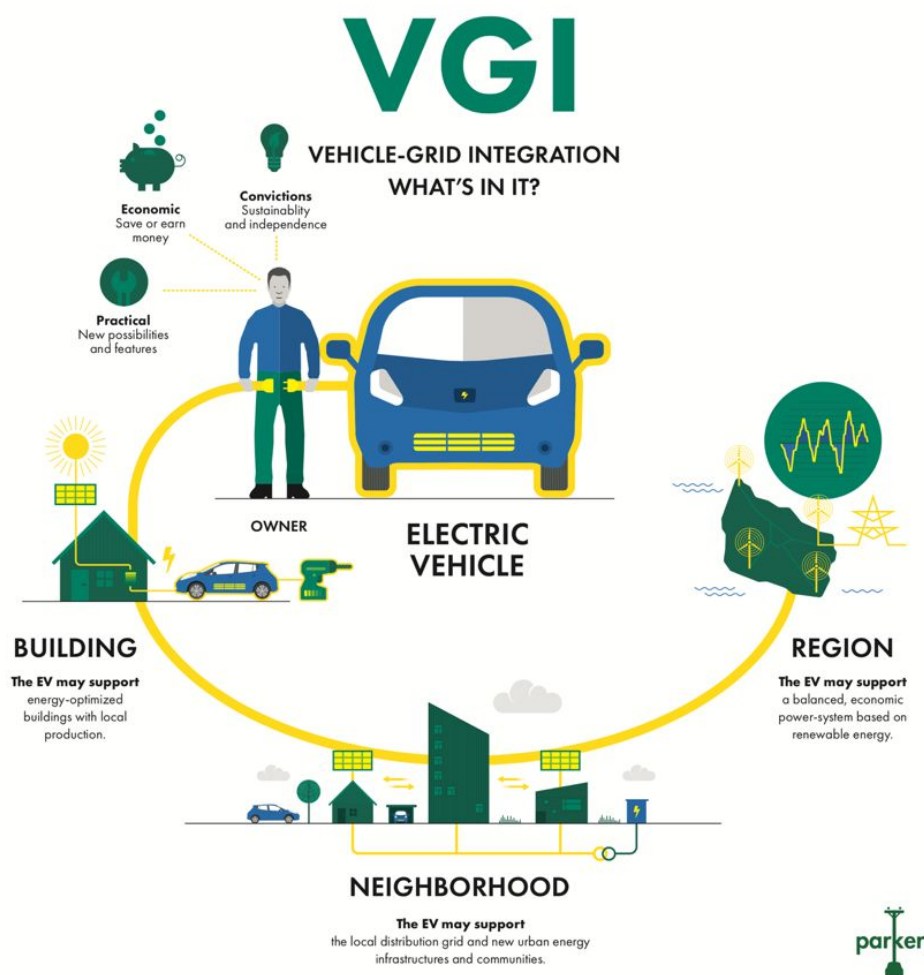 VGI
VEHICLE-GRID INTEGRATION
WHAT'S IN IT?
Economic
Save or earn
money
Convictions
Sustainablity
and independence
Practical
New possibilities
and features
OWNER
ELECTRIC
VEHICLE
BUILDING
The EV may support
energy-optimized
buildings with local
production.
REGION
The EV may support
a balanced, economic
power-system based on
renewable energy.
NEIGHBORHOOD
The EV may support
the local distribution grid and new urban energy
infrastructures and communities.
parker